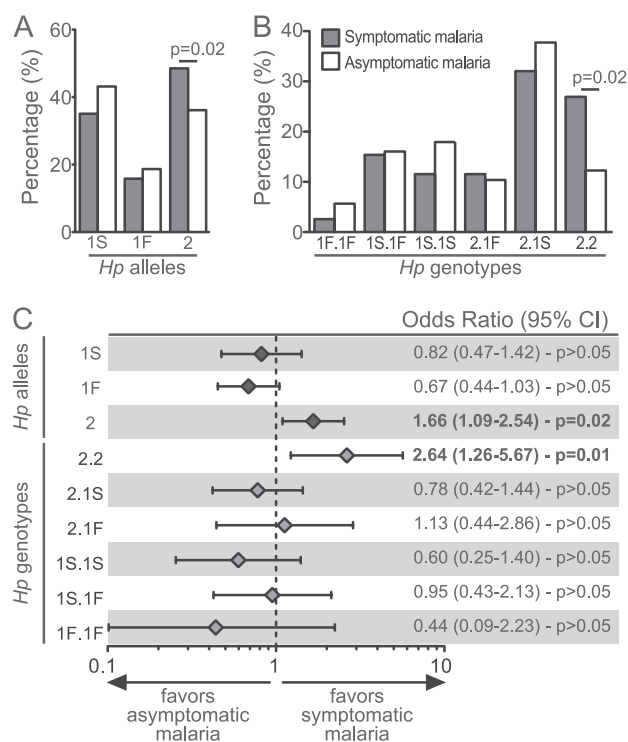 A
Percentage (%)
60
40
20
0
p=0.02
1S 1F 2
Hp alleles
B
Percentage (%)
40
30
20
10
0
Symptomatic malaria
Asymptomatic malaria
p=0.02
1F.1F 1S.1F 1S.1S 2.1F 2.1S 2.2
Hp genotypes
C
Odds Ratio (95% CI)
Hp alleles
1S 0.82 (0.47-1.42) - p>0.05
1F 0.67 (0.44-1.03) - p>0.05
2 1.66 (1.09-2.54) - p=0.02
Hp genotypes
2.2 2.64 (1.26-5.67) - p=0.01
2.1S 0.78 (0.42-1.44) - p>0.05
2.1F 1.13 (0.44-2.86) - p>0.05
1S.1S 0.60 (0.25-1.40) - p>0.05
1S.1F 0.95 (0.43-2.13) - p>0.05
1F.1F 0.44 (0.09-2.23) - p>0.05
0.1 1 10
favors
asymptomatic
malaria
favors
symptomatic
malaria